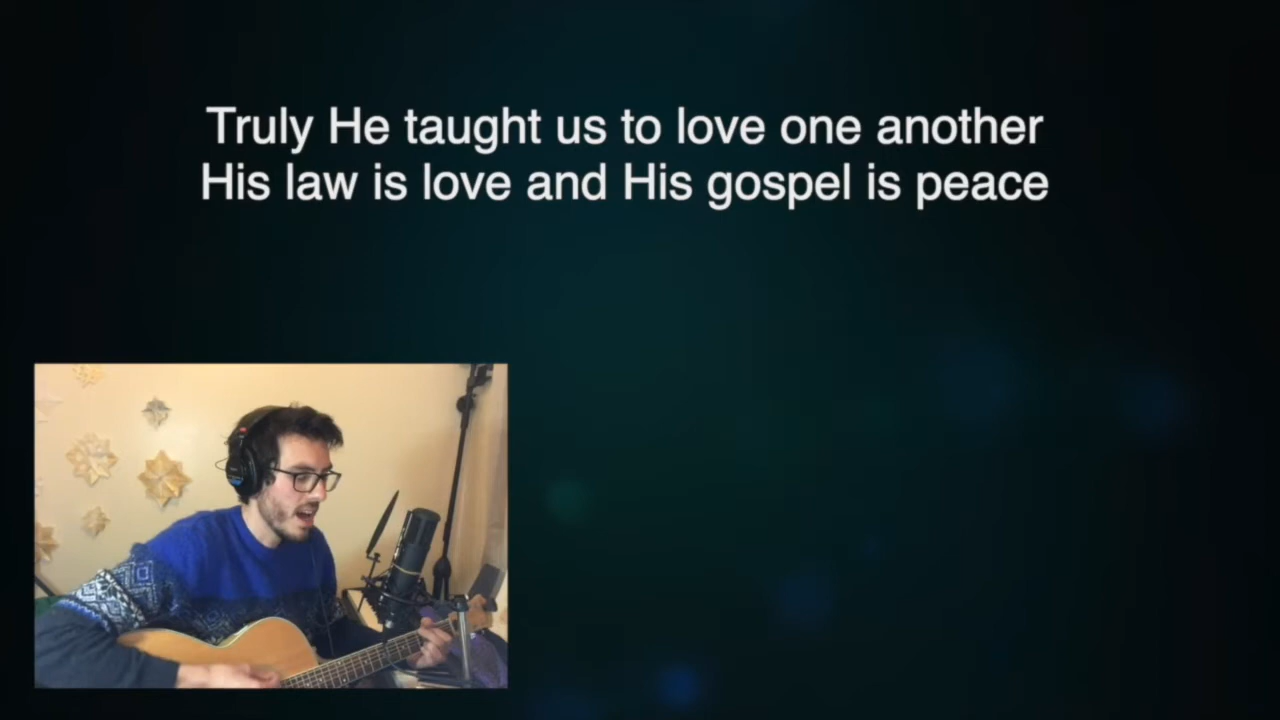 Truly He taught us to love one another
His law is love and His gospel is peace